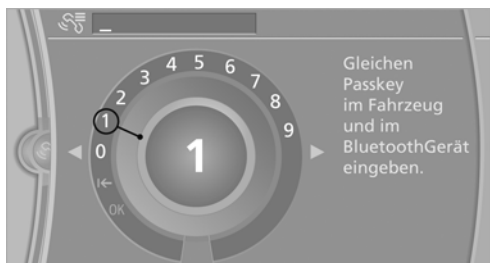 _
0
1
2
3
4
5
6
7
8
9
OK
1
Gleichen
Passkey
im Fahrzeug
und im
BluetoothGerät
eingeben.